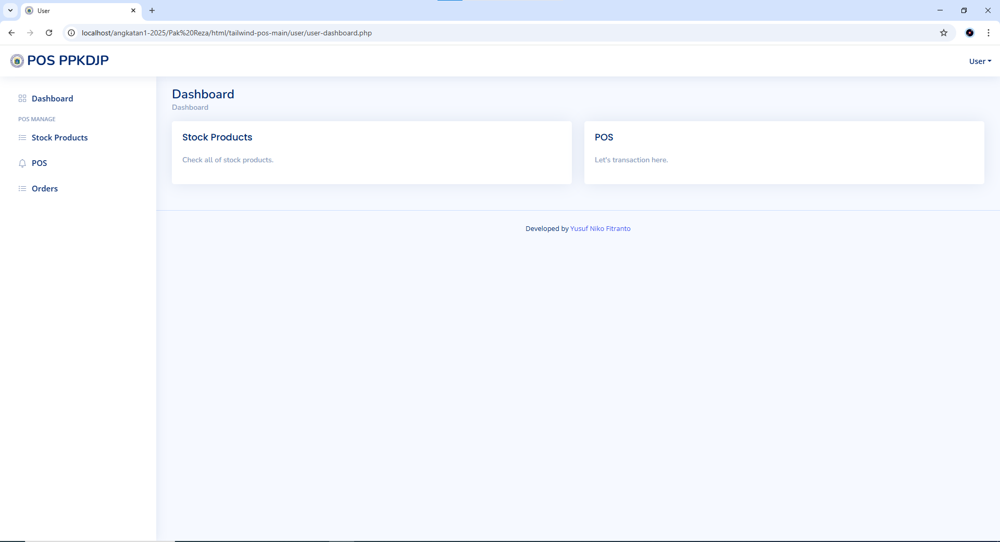 User
localhost/angkatan1-2025/Pak%20Reza/html/tailwind-pos-main/user/user-dashboard.php
POS PPKDJP
User
Dashboard
POS MANAGE
Stock Products
POS
Orders
Dashboard
Dashboard
Stock Products
Check all of stock products.
POS
Let's transaction here.
Developed by Yusuf Niko Fitranto